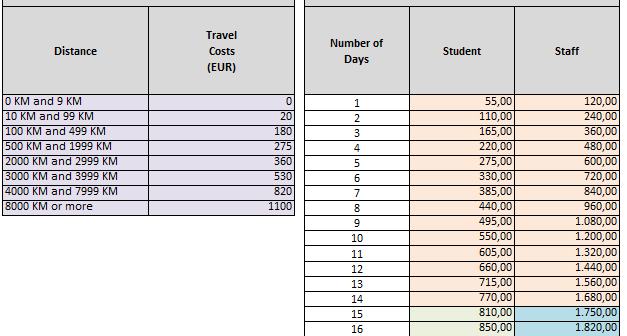 Distance Travel Costs (EUR)
0 KM and 9 KM 0
10 KM and 99 KM 20
100 KM and 499 KM 180
500 KM and 1999 KM 275
2000 KM and 2999 KM 360
3000 KM and 3999 KM 530
4000 KM and 7999 KM 820
8000 KM or more 1100
Number of Days Student Staff
1 55,00 120,00
2 110,00 240,00
3 165,00 360,00
4 220,00 480,00
5 275,00 600,00
6 330,00 720,00
7 385,00 840,00
8 440,00 960,00
9 495,00 1.080,00
10 550,00 1.200,00
11 605,00 1.320,00
12 660,00 1.440,00
13 715,00 1.560,00
14 770,00 1.680,00
15 810,00 1.750,00
16 850,00 1.820,00